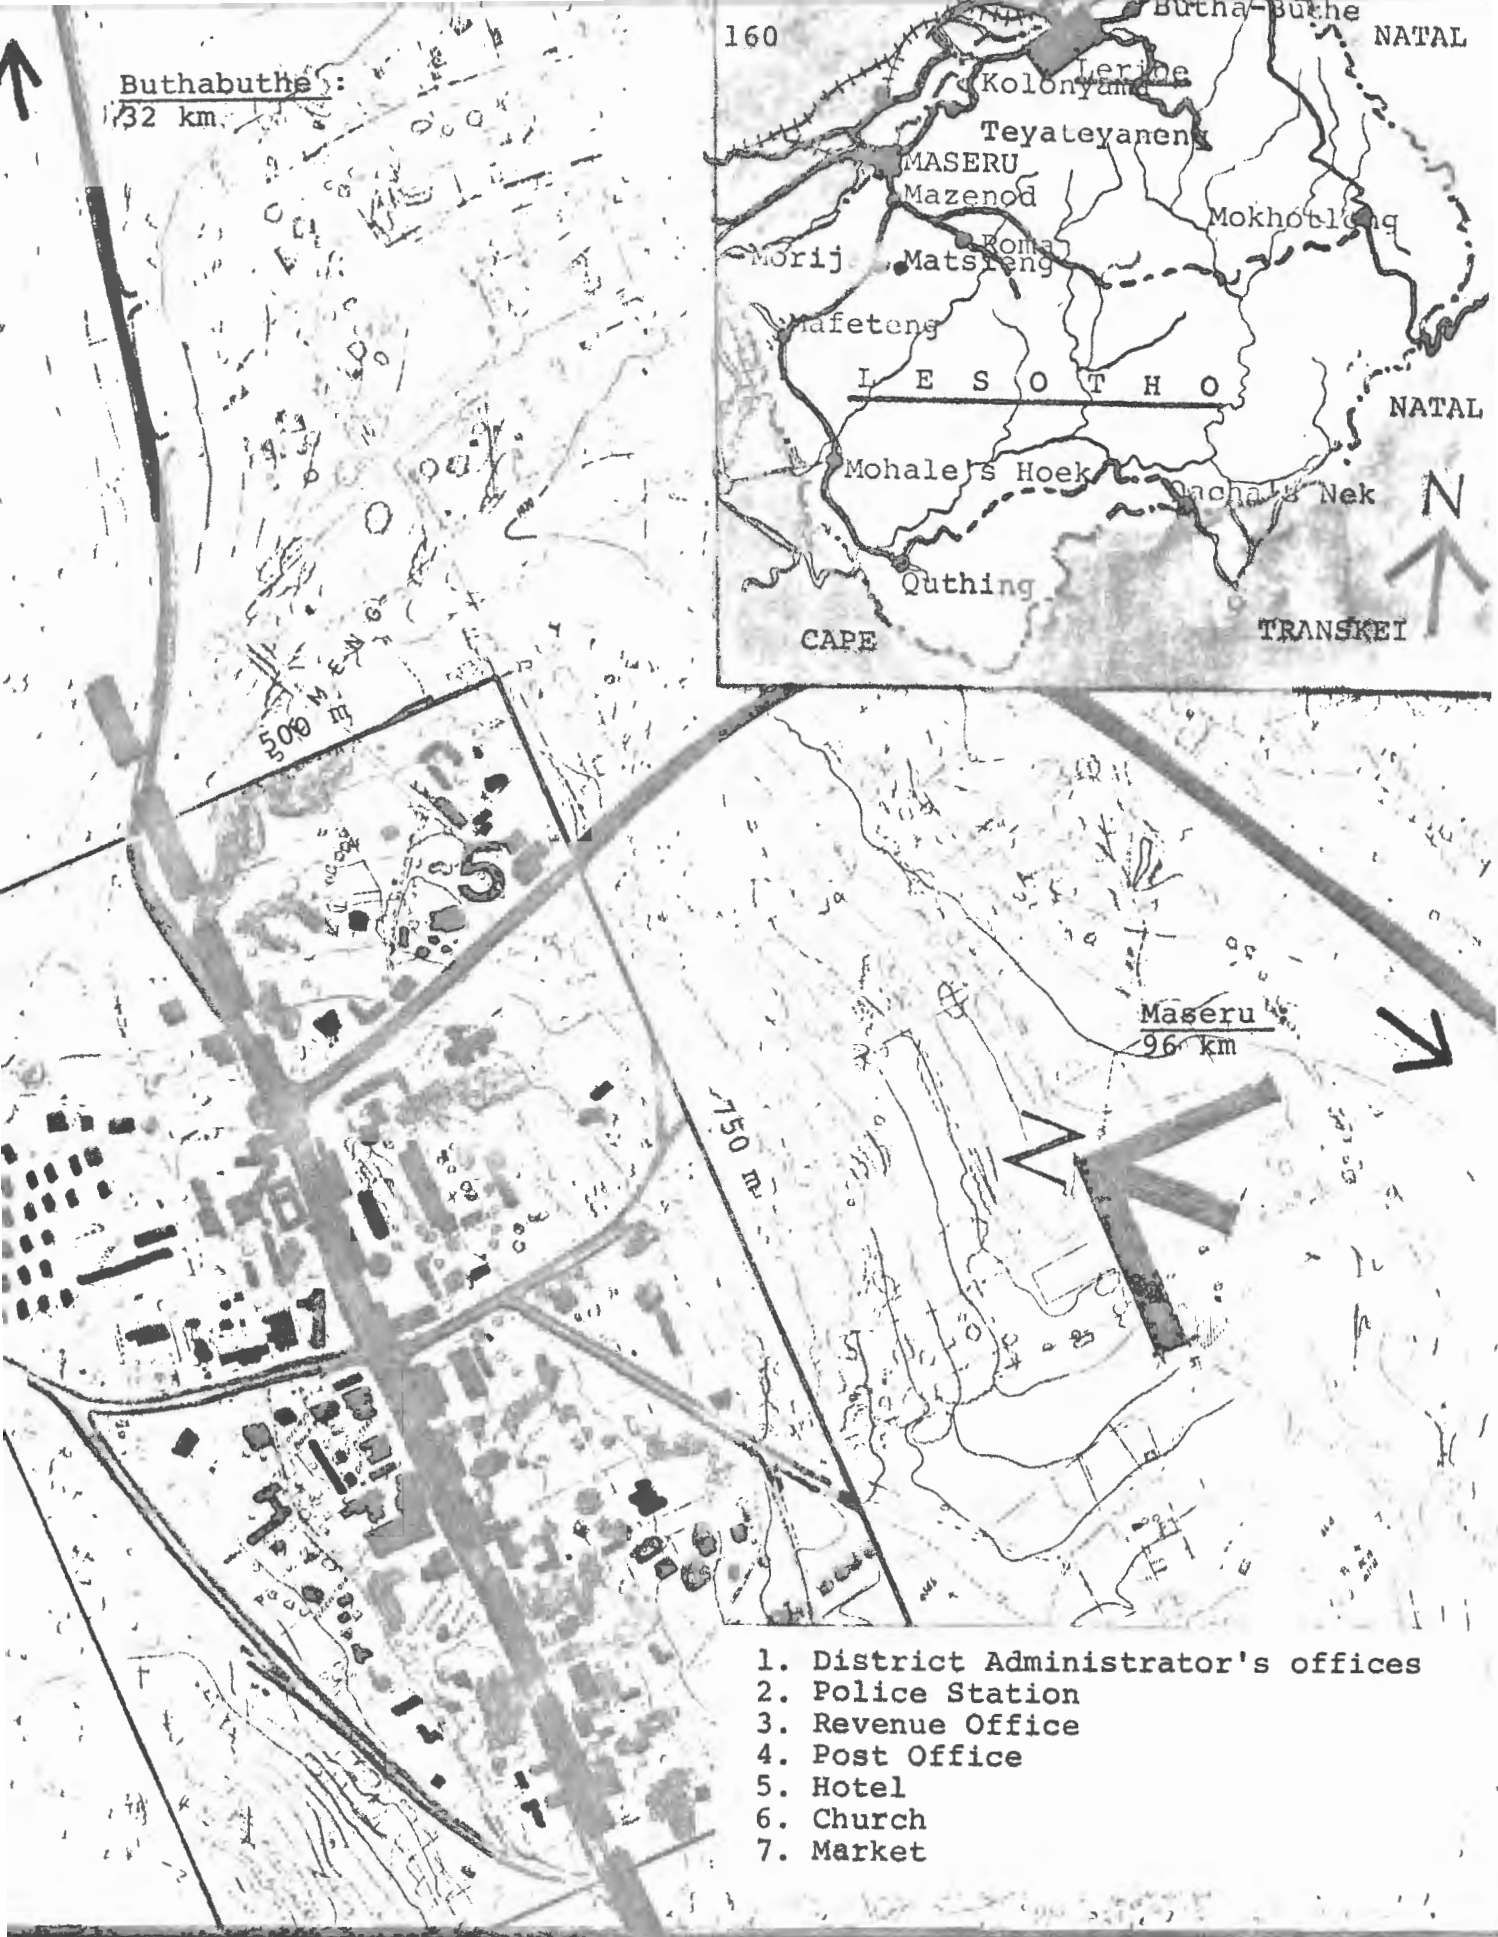 Buthabuthe :
32 km
160
Butha-Buthe
NATAL
Leribe
Kolonyama
Teyateyaneng
MASERU
Mazenod
Mokhotlong
Roma
Morij
Matsieng
Mafeteng
L E S O T H O
NATAL
Mohale's Hoek
Qacha's Nek
N
Quthing
CAPE
TRANSKEI
500 m
5
Maseru
96 km
750 m
N
1
1. District Administrator's offices
2. Police Station
3. Revenue Office
4. Post Office
5. Hotel
6. Church
7. Market